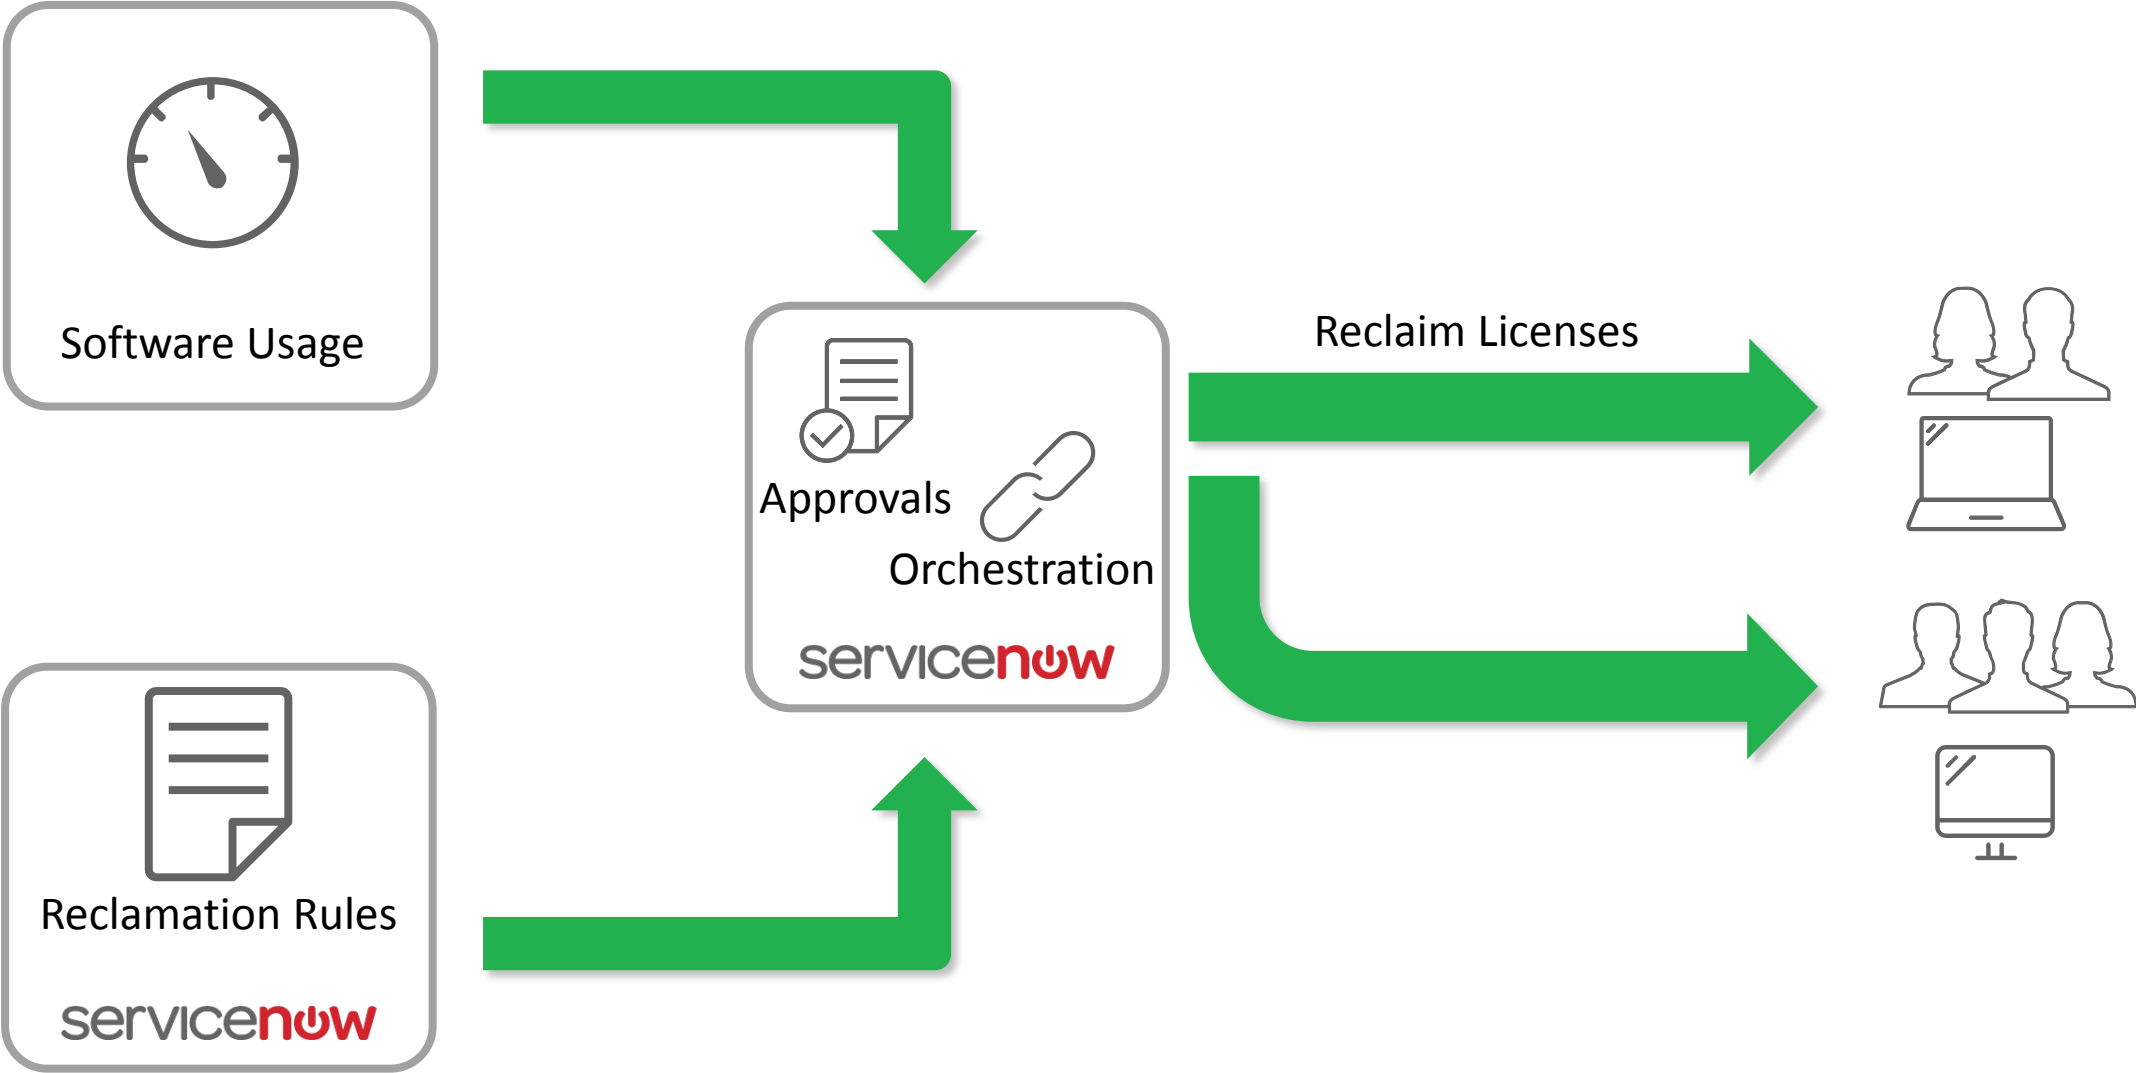 Software Usage
Reclaim Licenses
Approvals
Orchestration
servicenow
Reclamation Rules
servicenow